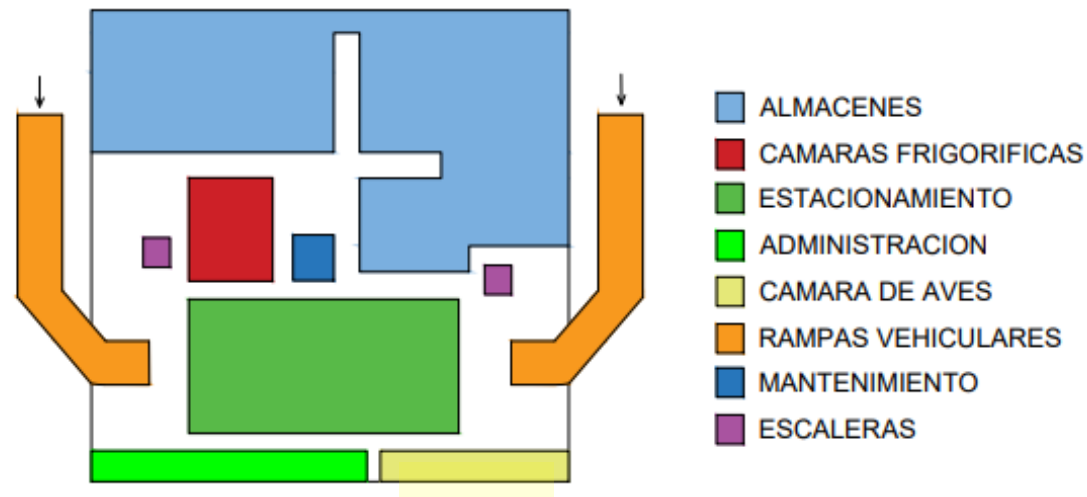 ALMACENES
CAMARAS FRIGORIFICAS
ESTACIONAMIENTO
ADMINISTRACION
CAMARA DE AVES
RAMPAS VEHICULARES
MANTENIMIENTO
ESCALERAS